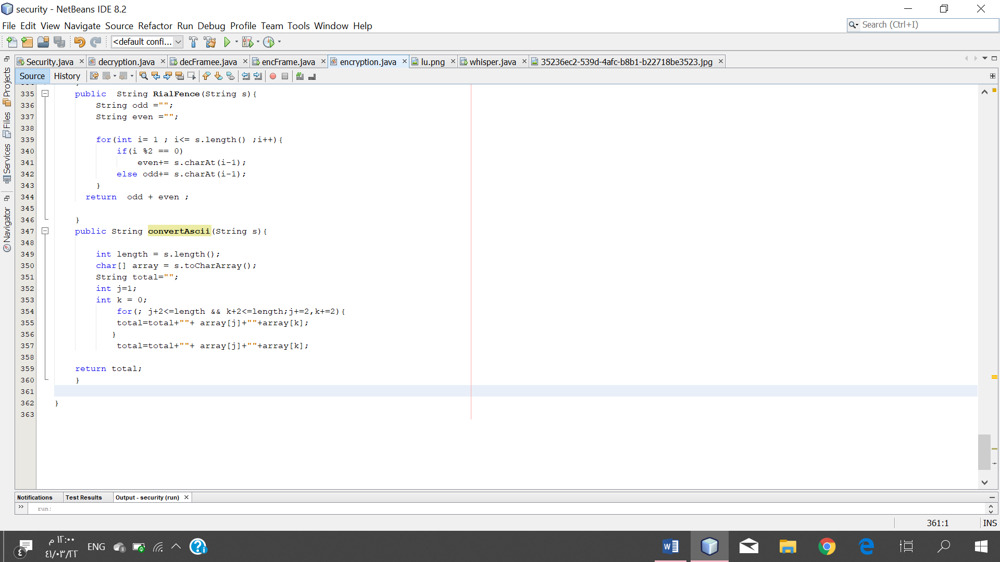 security - NetBeans IDE 8.2
File Edit View Navigate Source Refactor Run Debug Profile Team Tools Window Help
Search (Ctrl+I)
<default confi...
Security.java decryption.java decFramee.java encFrame.java encryption.java lu.png whisper.java 35236ec2-539d-4afc-b8b1-b22718be3523.jpg
Source History
Projects
Files
Services
Navigator
335 public  String RialFence(String s){
336 String odd ="";
337 String even ="";
338
339 for(int i= 1 ; i<= s.length() ;i++){
340 if(i %2 == 0)
341 even+= s.charAt(i-1);
342 else odd+= s.charAt(i-1);
343 }
344 return  odd + even ;
345
346 }
347 public String convertAscii(String s){
348
349 int length = s.length();
350 char[] array = s.toCharArray();
351 String total="";
352 int j=1;
353 int k = 0;
354 for(; j+2<=length && k+2<=length;j+=2,k+=2){
355 total=total+""+ array[j]+""+array[k];
356 }
357 total=total+""+ array[j]+""+array[k];
358
359 return total;
360 }
361
362 }
363
Notifications Test Results Output - security (run)
run:
361:1 INS
١٢:٠٠ م
٤١/٠٣/٢٢
٤
ENG